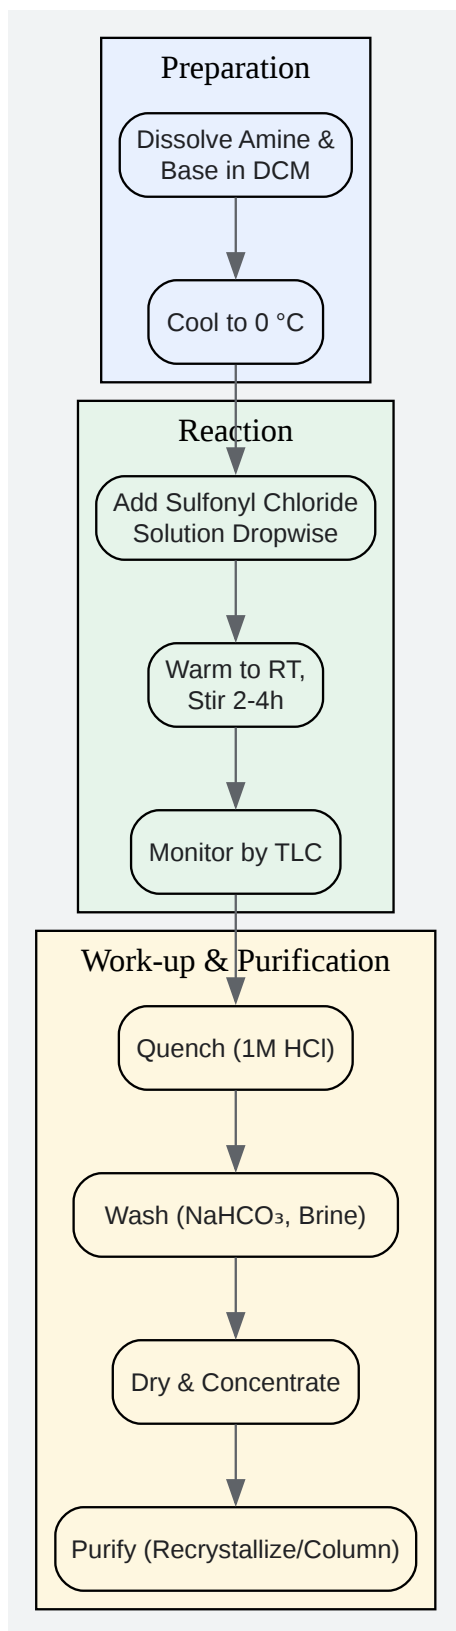 Preparation
Dissolve Amine &
Base in DCM
Cool to 0 °C
Reaction
Add Sulfonyl Chloride
Solution Dropwise
Warm to RT,
Stir 2-4h
Monitor by TLC
Work-up & Purification
Quench (1M HCl)
Wash (NaHCO₃, Brine)
Dry & Concentrate
Purify (Recrystallize/Column)